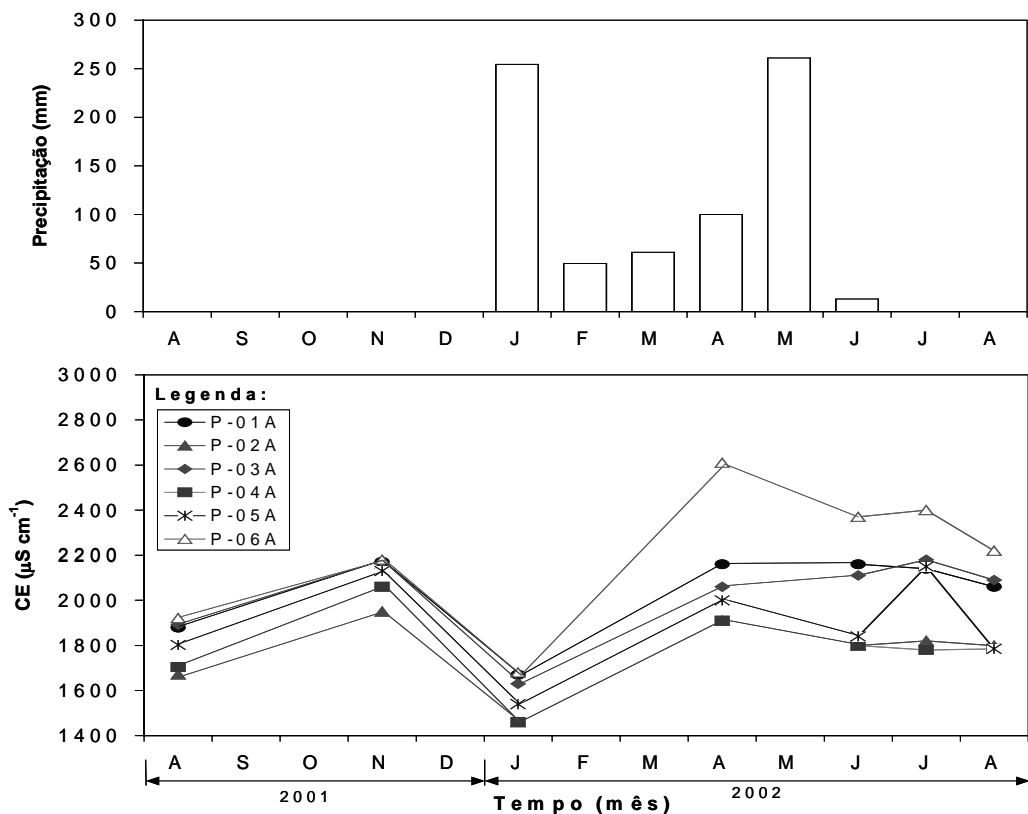 300
250
200
150
100
50
0
Precipitação (mm)
A S O N D J F M A M J J A
3000
2800
2600
2400
2200
2000
1800
1600
1400
CE (µS cm-1)
Legenda:
P-01A
P-02A
P-03A
P-04A
P-05A
P-06A
A S O N D J F M A M J J A
2001 2002
Tempo (mês)